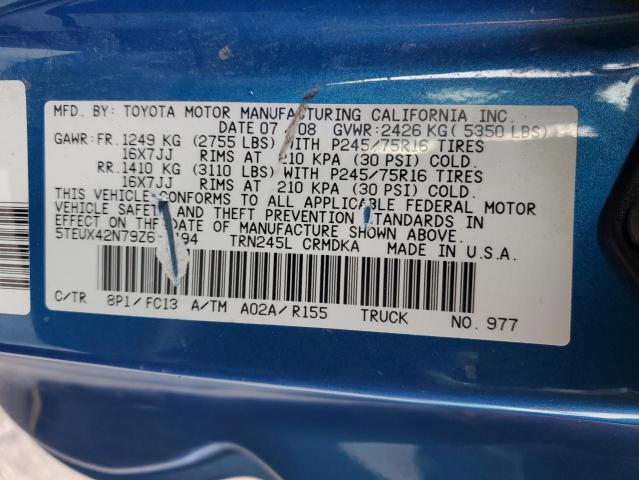 MFD. BY: TOYOTA MOTOR MANUFACTURING CALIFORNIA INC.
DATE 07 08 GVWR:2426 KG( 5350 LBS)
GAWR:FR.1249 KG (2755 LBS) WITH P245/75R16 TIRES
16X7JJ RIMS AT 210 KPA (30 PSI) COLD.
RR.1410 KG (3110 LBS) WITH P245/75R16 TIRES
16X7JJ RIMS AT 210 KPA (30 PSI) COLD.
THIS VEHICLE CONFORMS TO ALL APPLICABLE FEDERAL MOTOR
VEHICLE SAFETY AND THEFT PREVENTION STANDARDS IN
EFFECT ON THE DATE OF MANUFACTURE SHOWN ABOVE.
5TEUX42N79Z6 94 TRN245L CRMDKA MADE IN U.S.A
C/TR 8P1/FC13 A/TM A02A/R155 TRUCK NO. 977